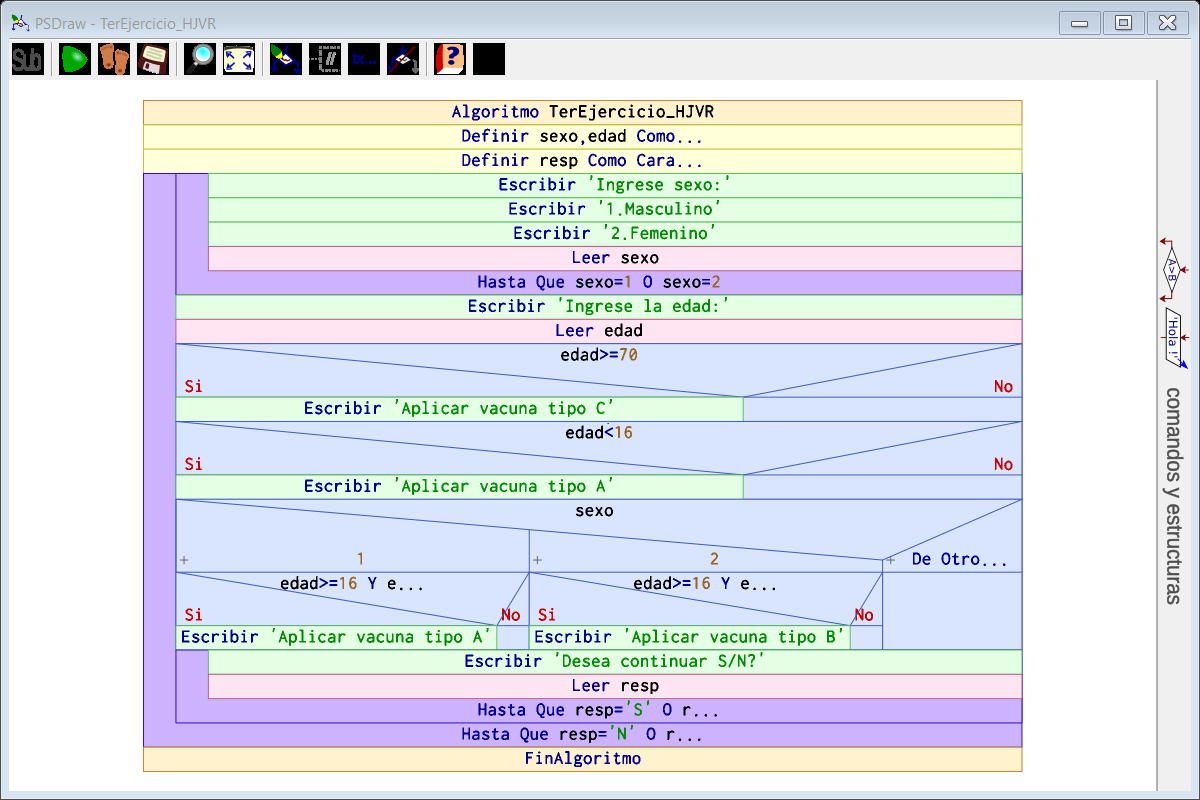 PSDraw - TerEjercicio_HJVR
Sub
Algoritmo TerEjercicio_HJVR
Definir sexo,edad Como...
Definir resp Como Cara...
Escribir 'Ingrese sexo:'
Escribir '1.Masculino'
Escribir '2.Femenino'
Leer sexo
Hasta Que sexo=1 O sexo=2
Escribir 'Ingrese la edad:'
Leer edad
edad>=70
Si No
Escribir 'Aplicar vacuna tipo C'
edad<16
Si No
Escribir 'Aplicar vacuna tipo A'
sexo
+ 1 + 2 + De Otro...
edad>=16 Y e... edad>=16 Y e...
Si No Si No
Escribir 'Aplicar vacuna tipo A' Escribir 'Aplicar vacuna tipo B'
Escribir 'Desea continuar S/N?'
Leer resp
Hasta Que resp='S' O r...
Hasta Que resp='N' O r...
FinAlgoritmo
A>B
'Hola !'
comandos y estructuras